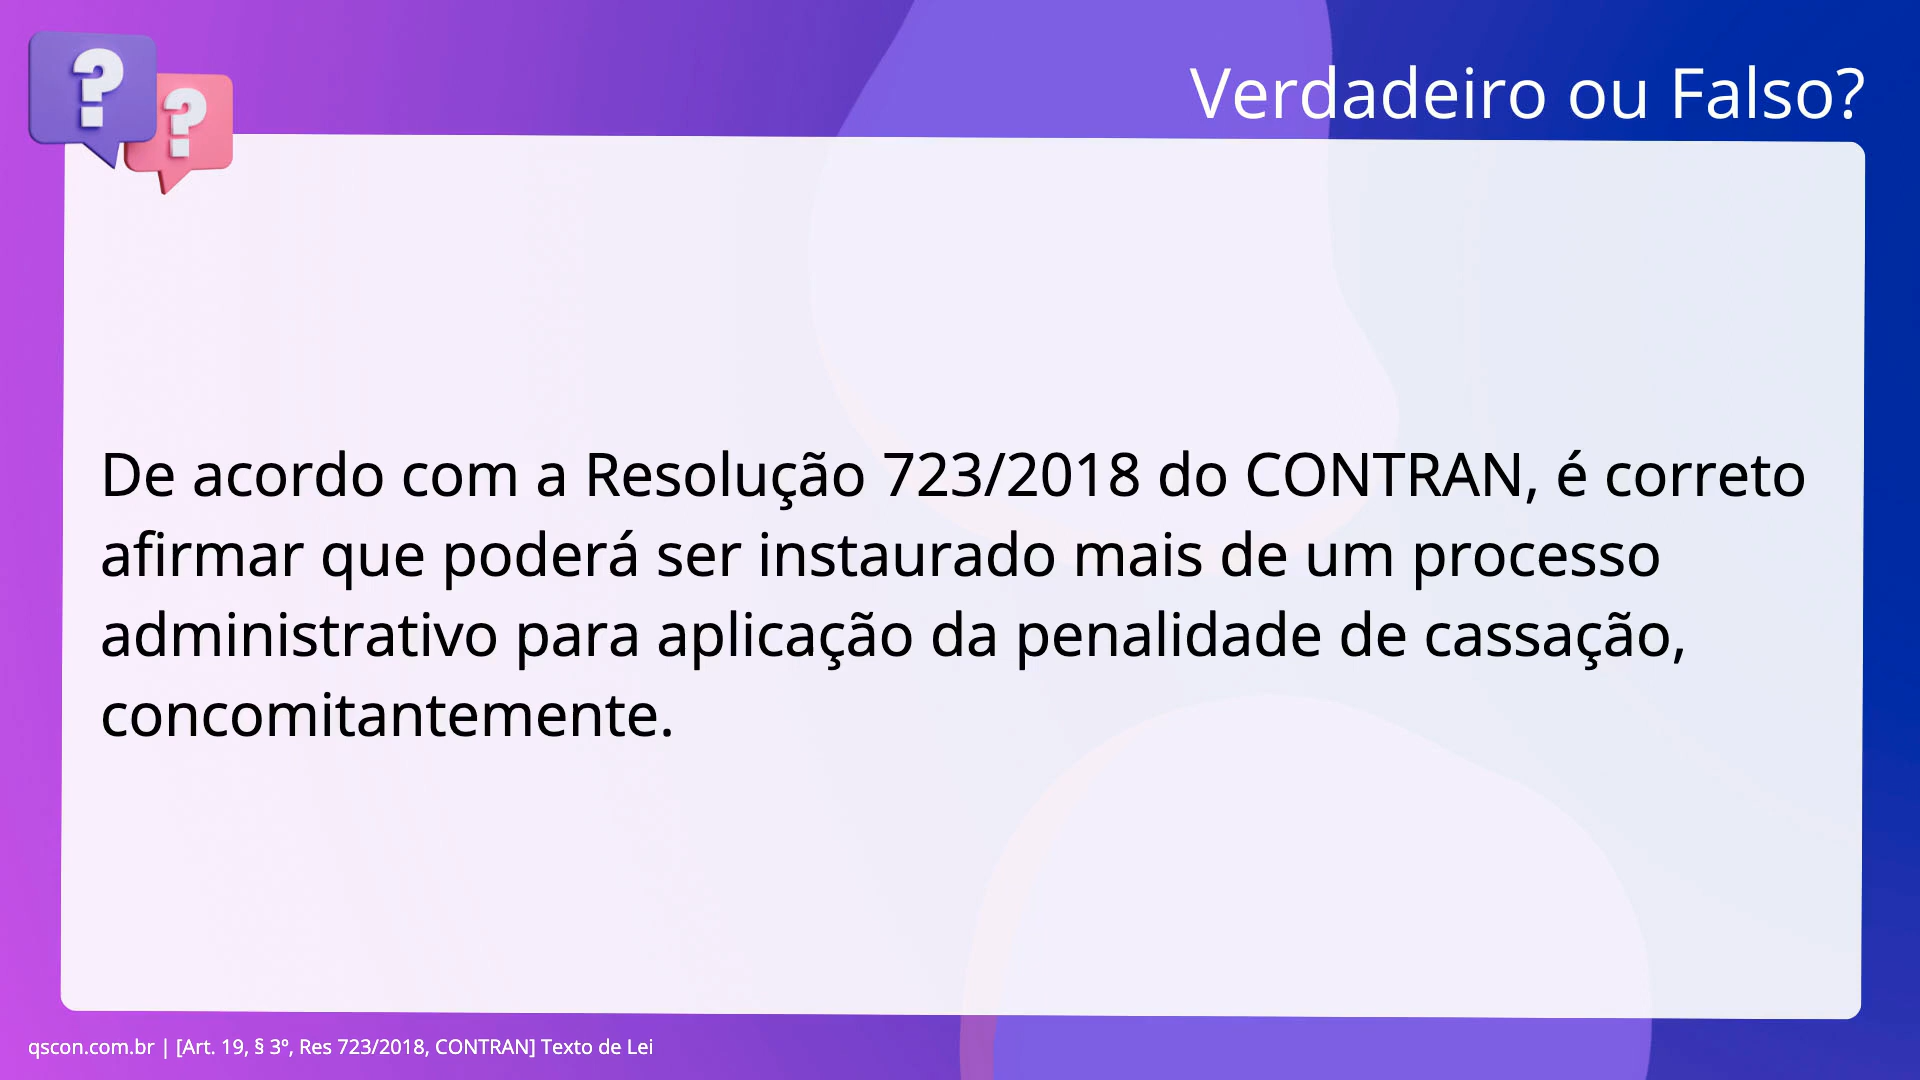 Verdadeiro ou Falso?
De acordo com a Resolução 723/2018 do CONTRAN, é correto
afirmar que poderá ser instaurado mais de um processo
administrativo para aplicação da penalidade de cassação,
concomitantemente.
qscon.com.br | [Art. 19, § 3º, Res 723/2018, CONTRAN] Texto de Lei